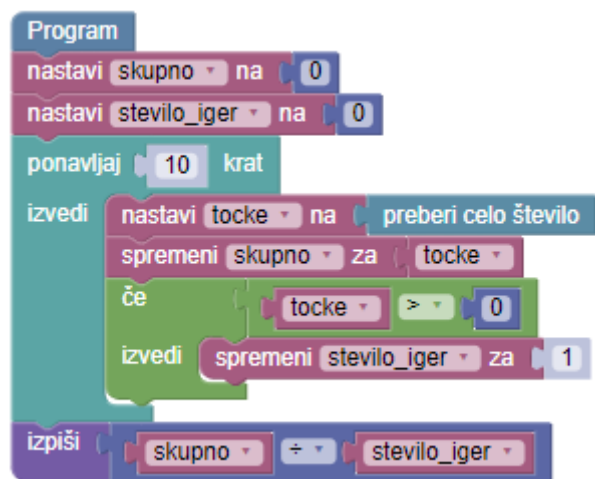 Program
nastavi skupno na 0
nastavi stevilo_iger na 0
ponavljaj 10 krat
izvedi nastavi tocke na preberi celo število
spremeni skupno za tocke
če tocke > 0
izvedi spremeni stevilo_iger za 1
izpiši skupno ÷ stevilo_iger